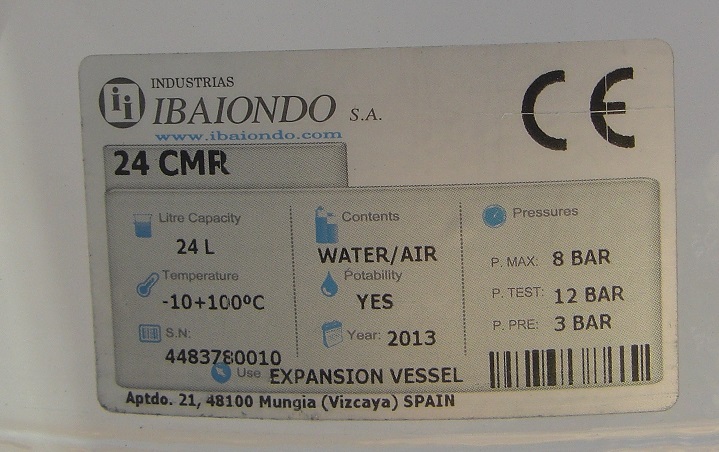 INDUSTRIAS
IBAIONDO S.A.
www.ibaiondo.com
CE
24 CMR
Litre Capacity
24 L
Temperature
-10+100ºC
S.N:
4483780010
Contents
WATER/AIR
Potability
YES
Year: 2013
Pressures
P. MAX: 8 BAR
P. TEST: 12 BAR
P. PRE: 3 BAR
Use EXPANSION VESSEL
Aptdo. 21, 48100 Mungia (Vizcaya) SPAIN